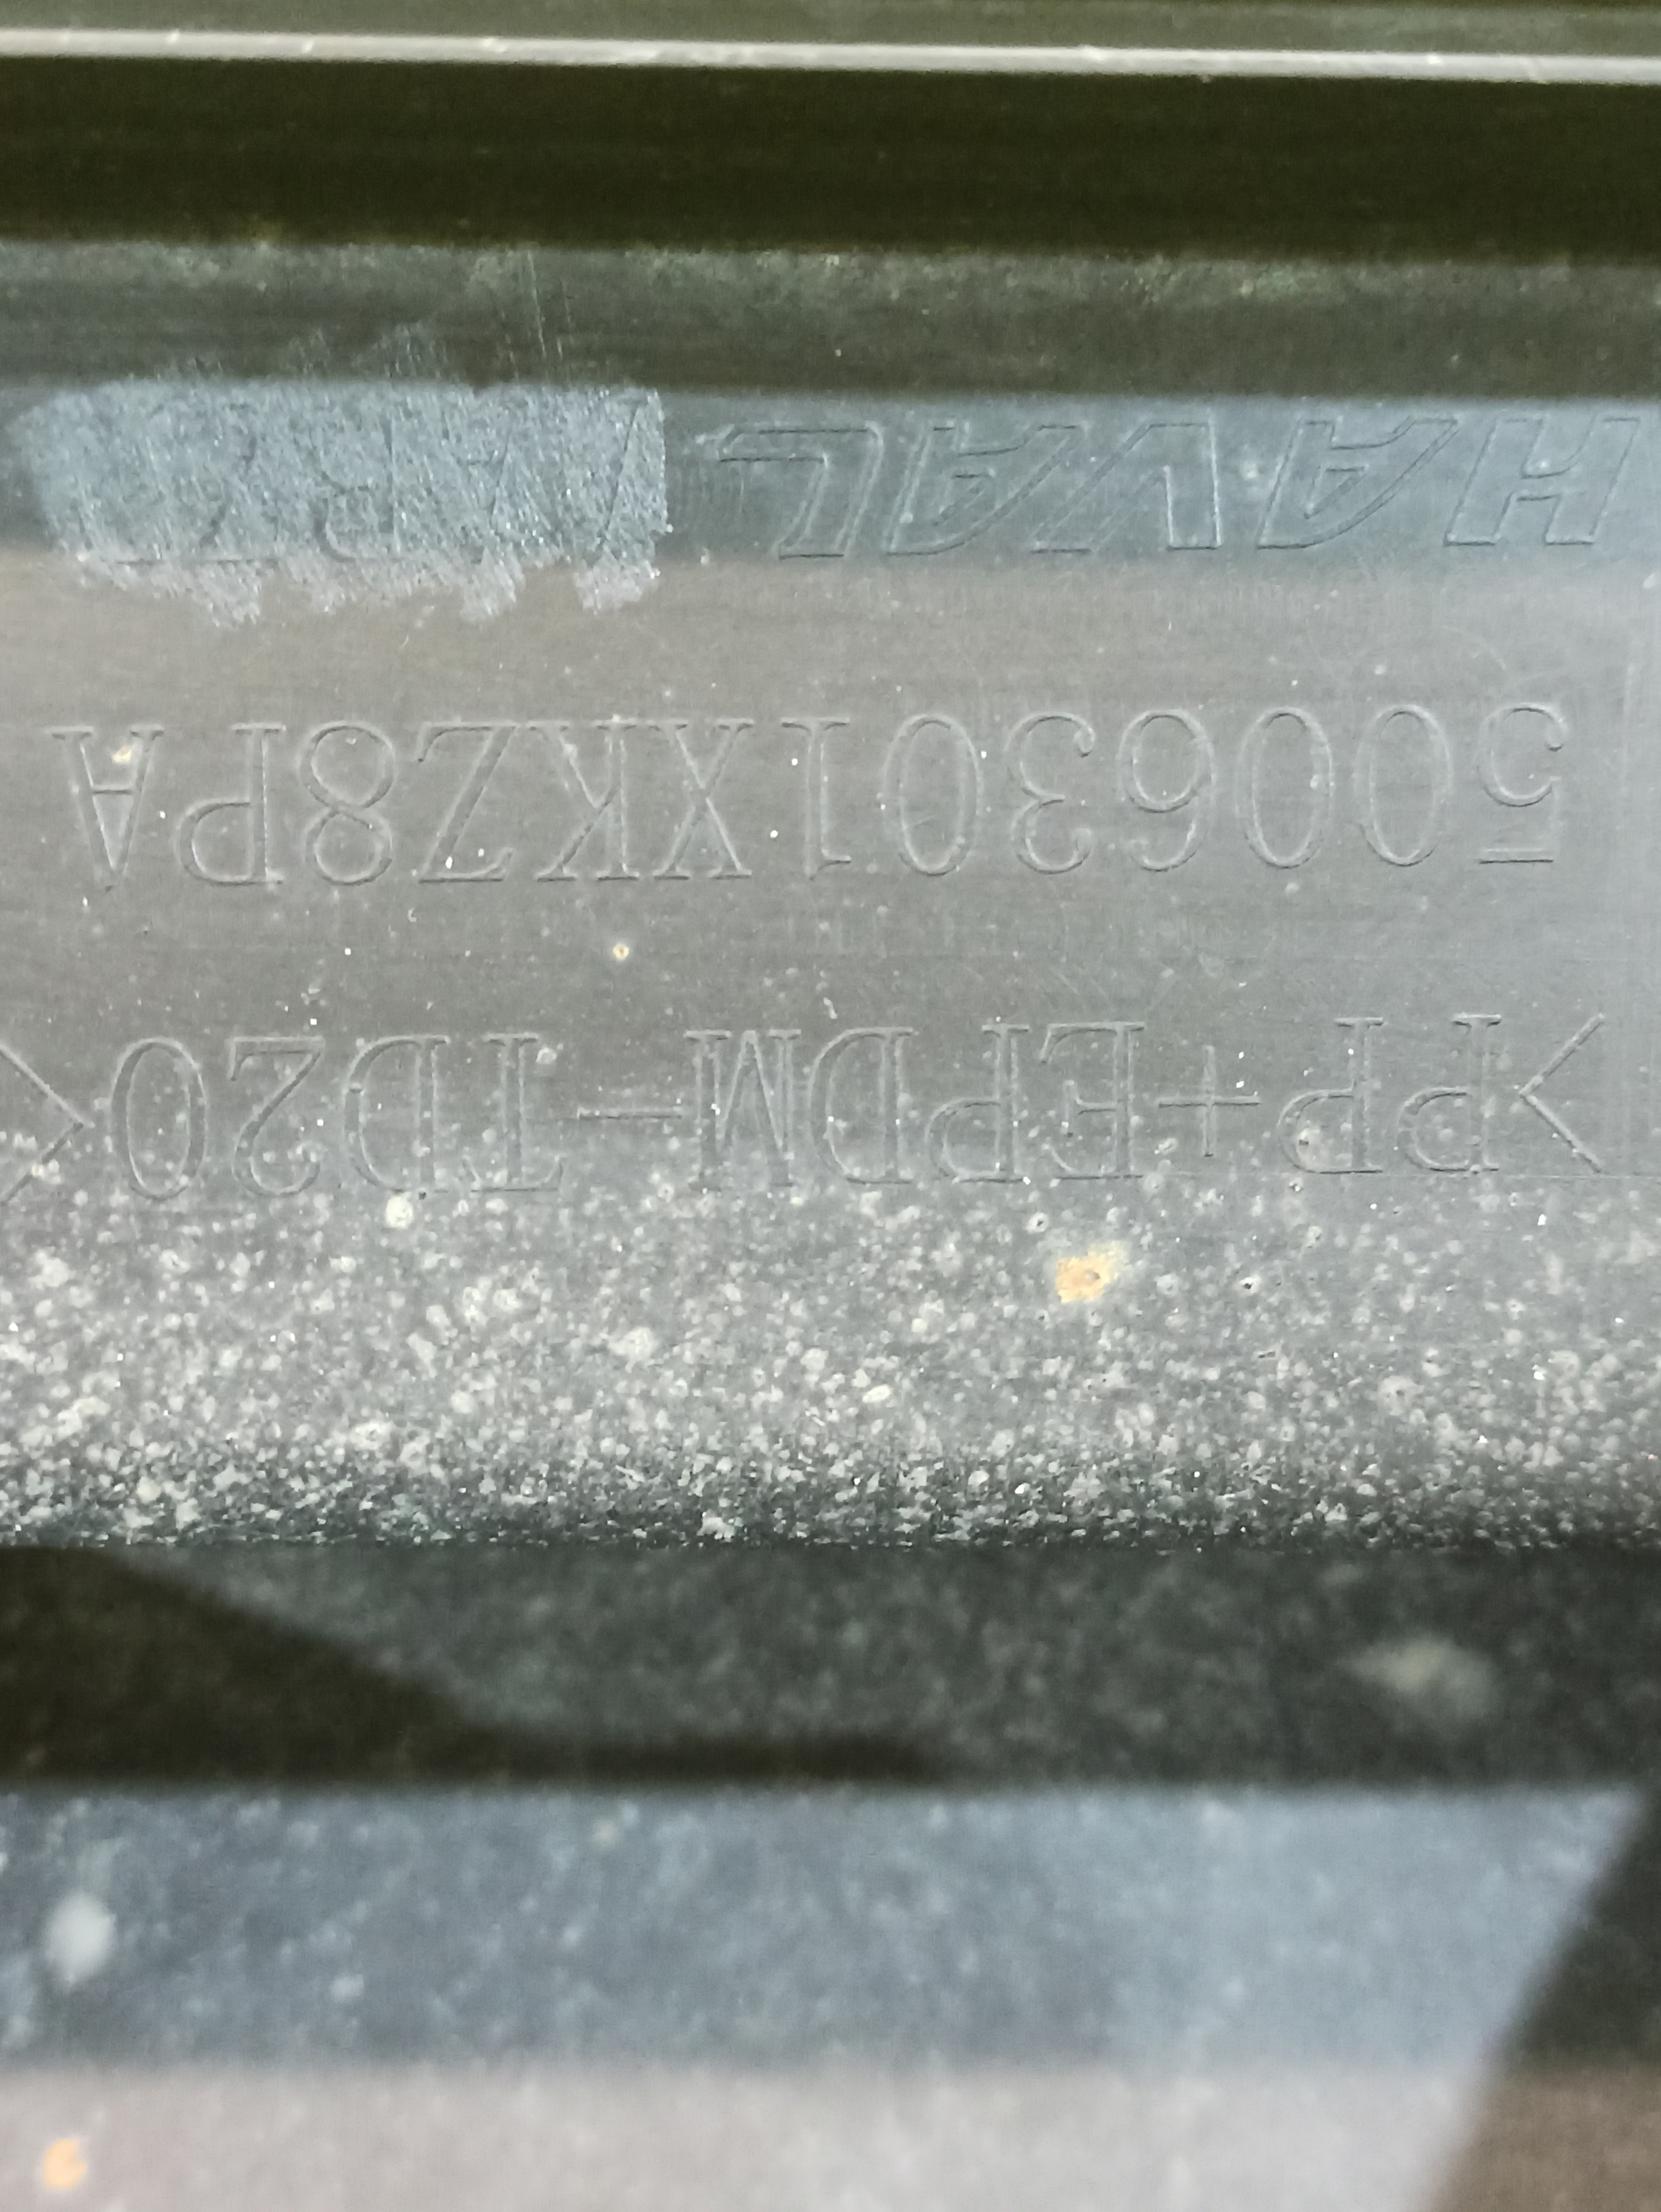 >PP+EPDM-TD20<
5006301XKZ8PA
HAVAL